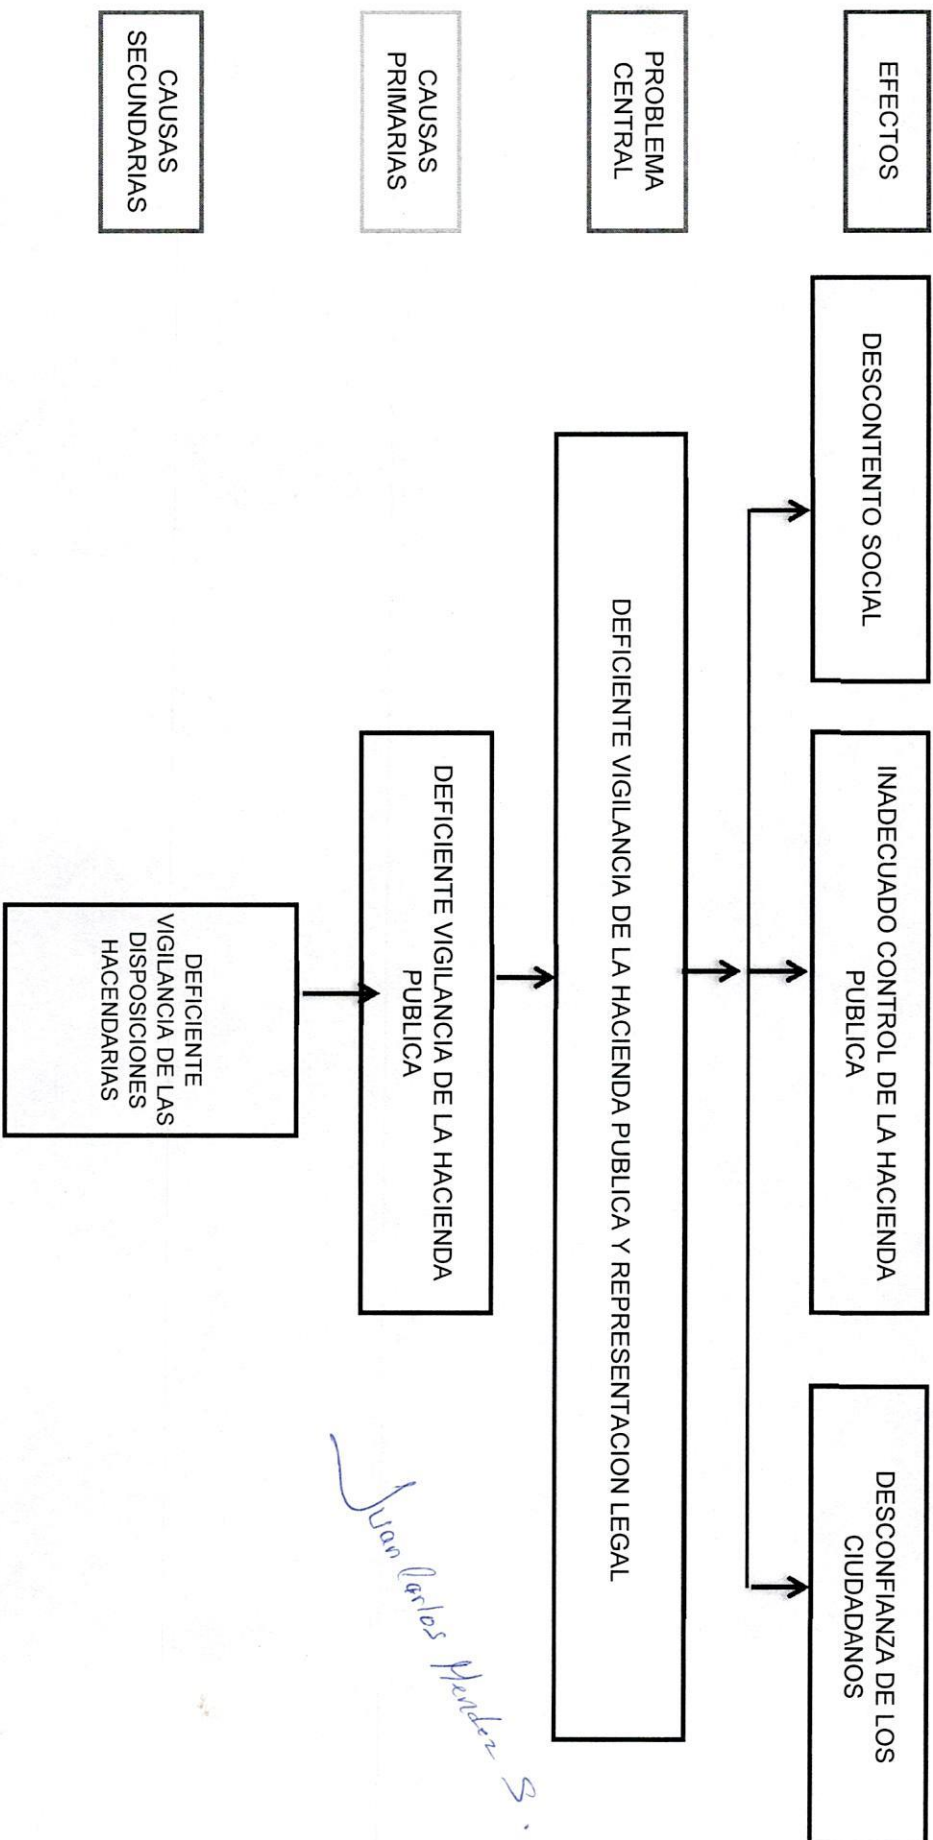 EFECTOS
DESCONTENTO SOCIAL
INADECUADO CONTROL DE LA HACIENDA
PUBLICA
DESCONFIANZA DE LOS
CIUDADANOS
PROBLEMA
CENTRAL
DEFICIENTE VIGILANCIA DE LA HACIENDA PUBLICA Y REPRESENTACION LEGAL
CAUSAS
PRIMARIAS
DEFICIENTE VIGILANCIA DE LA HACIENDA
PUBLICA
CAUSAS
SECUNDARIAS
DEFICIENTE
VIGILANCIA DE LAS
DISPOSICIONES
HACENDARIAS
Juan Carlos Mendez S.